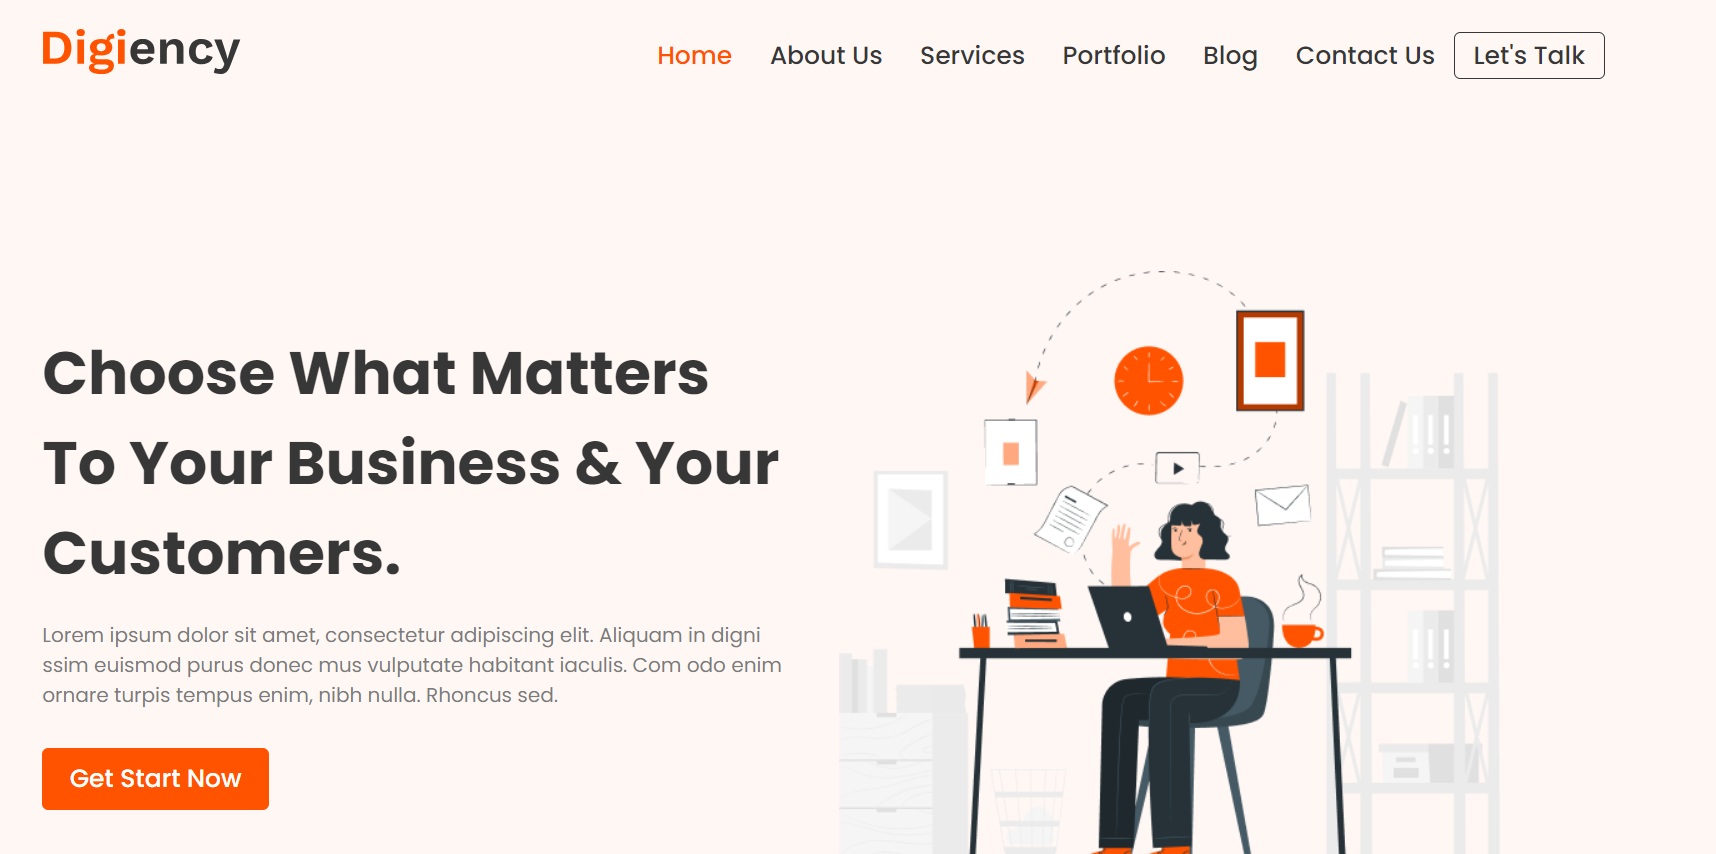 Digiency
Home About Us Services Portfolio Blog Contact Us Let's Talk
Choose What Matters
To Your Business & Your
Customers.
Lorem ipsum dolor sit amet, consectetur adipiscing elit. Aliquam in digni
ssim euismod purus donec mus vulputate habitant iaculis. Com odo enim
ornare turpis tempus enim, nibh nulla. Rhoncus sed.
Get Start Now